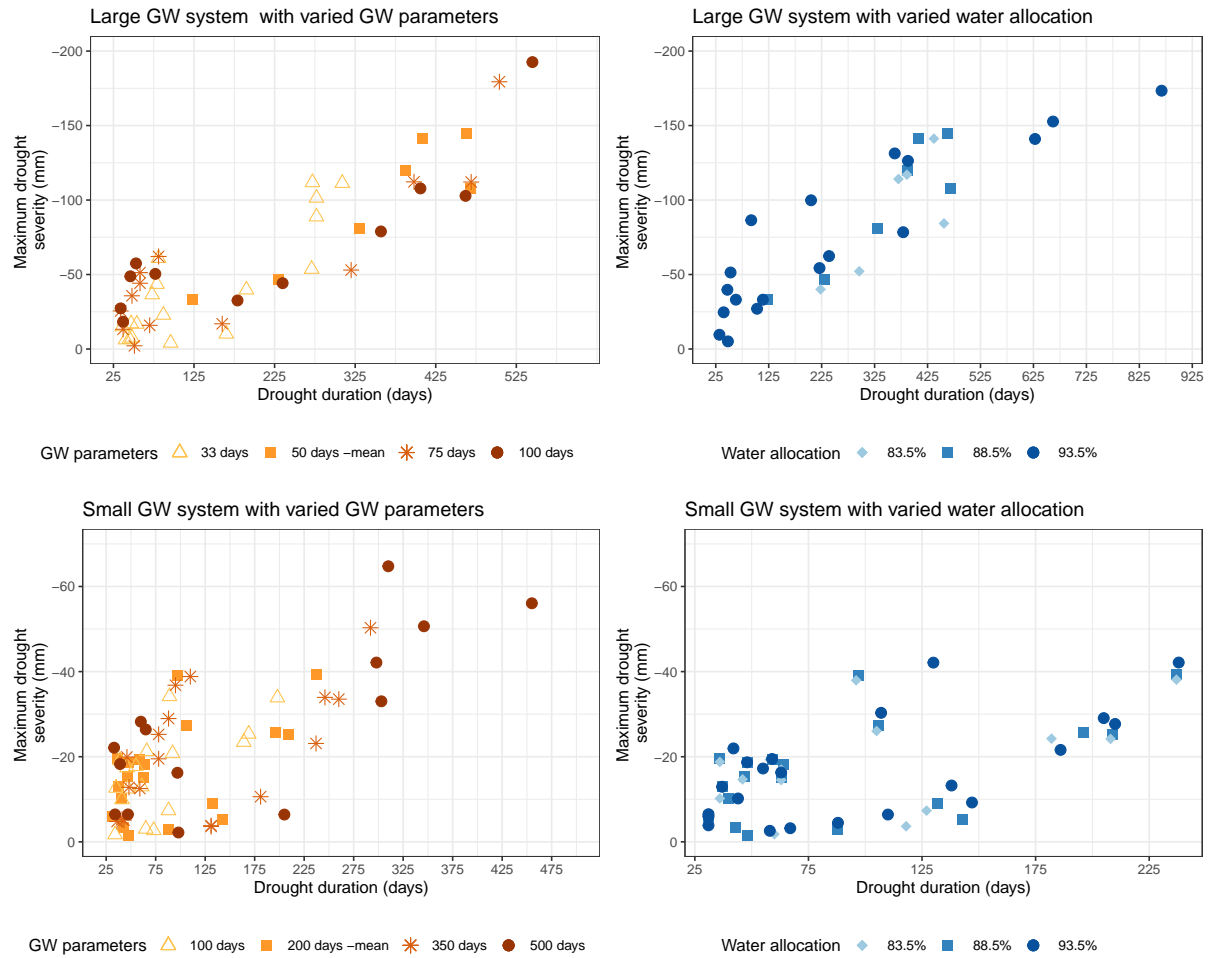 Large GW system  with varied GW parameters
−200
−150
−100
−50
0
Maximum drought
severity (mm)
25 125 225 325 425 525
Drought duration (days)
GW parameters 33 days 50 days −mean 75 days 100 days
Large GW system with varied water allocation
−200
−150
−100
−50
0
Maximum drought
severity (mm)
25 125 225 325 425 525 625 725 825 925
Drought duration (days)
Water allocation 83.5% 88.5% 93.5%
Small GW system with varied GW parameters
−60
−40
−20
0
Maximum drought
severity (mm)
25 75 125 175 225 275 325 375 425 475
Drought duration (days)
GW parameters 100 days 200 days −mean 350 days 500 days
Small GW system with varied water allocation
−60
−40
−20
0
Maximum drought
severity (mm)
25 75 125 175 225
Drought duration (days)
Water allocation 83.5% 88.5% 93.5%